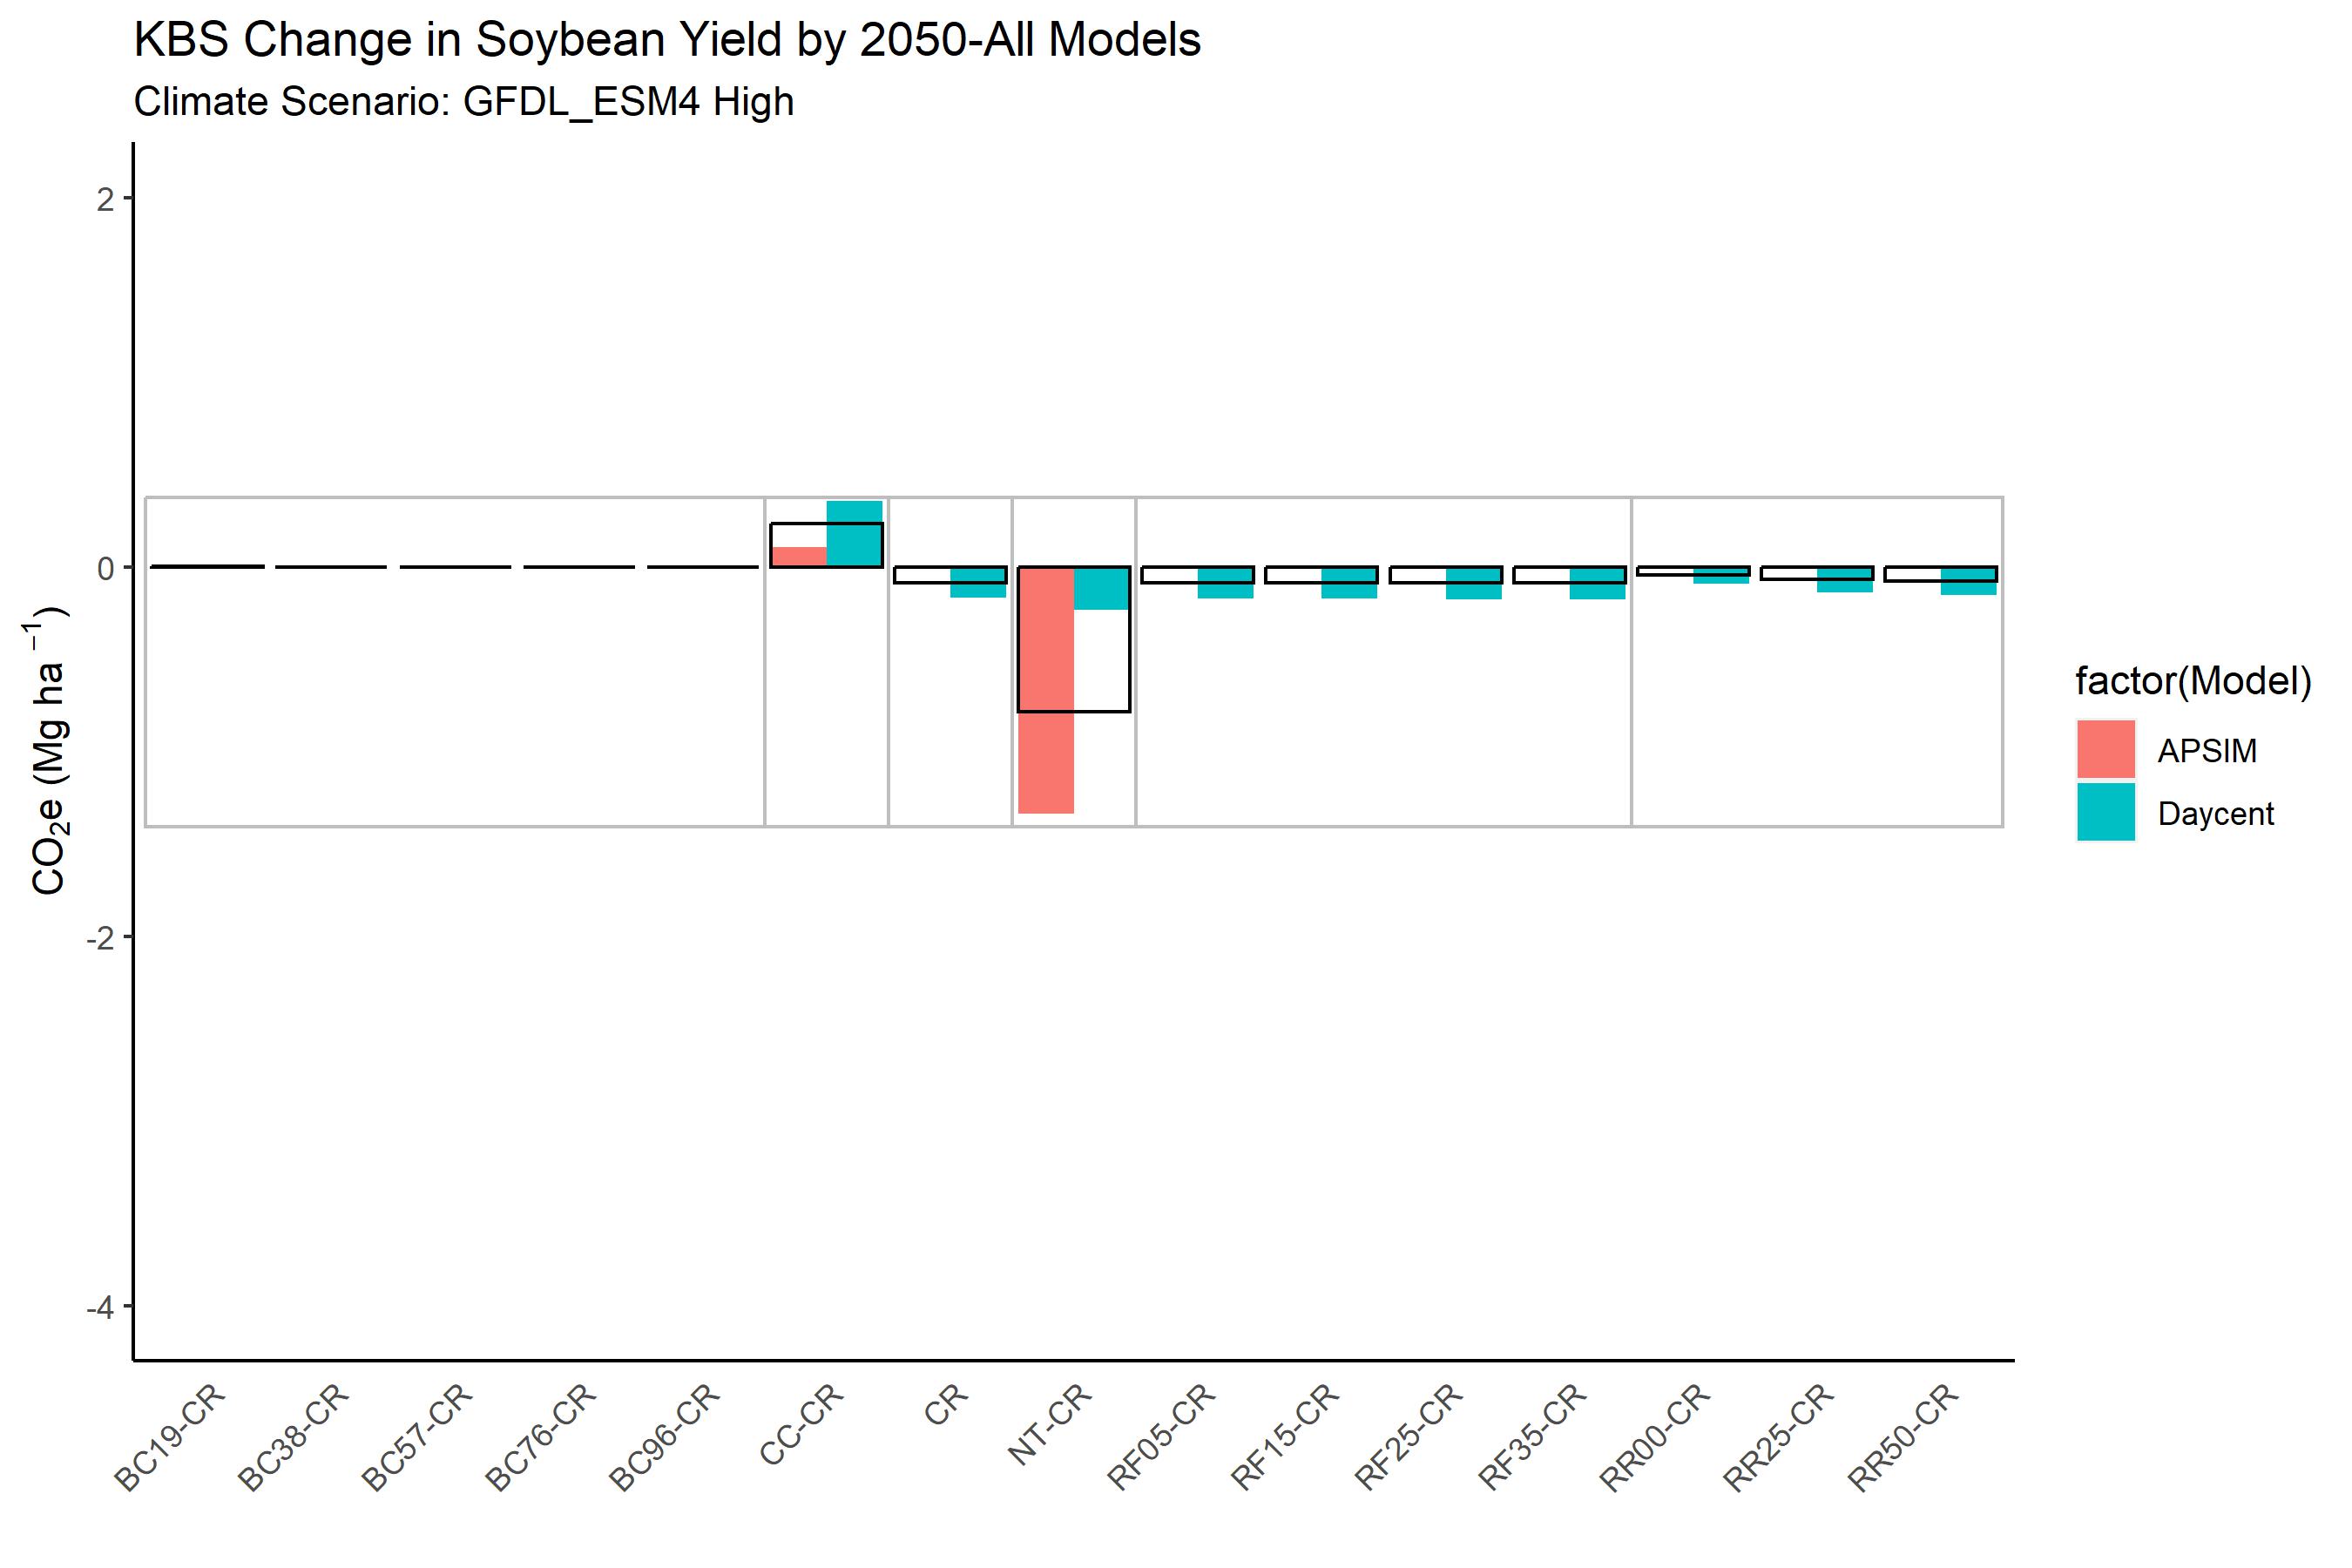 KBS Change in Soybean Yield by 2050-All Models
Climate Scenario: GFDL_ESM4 High
CO₂e (Mg ha ⁻¹)
2
0
-2
-4
BC19-CR
BC38-CR
BC57-CR
BC76-CR
BC96-CR
CC-CR
CR
NT-CR
RF05-CR
RF15-CR
RF25-CR
RF35-CR
RR00-CR
RR25-CR
RR50-CR
factor(Model)
APSIM
Daycent